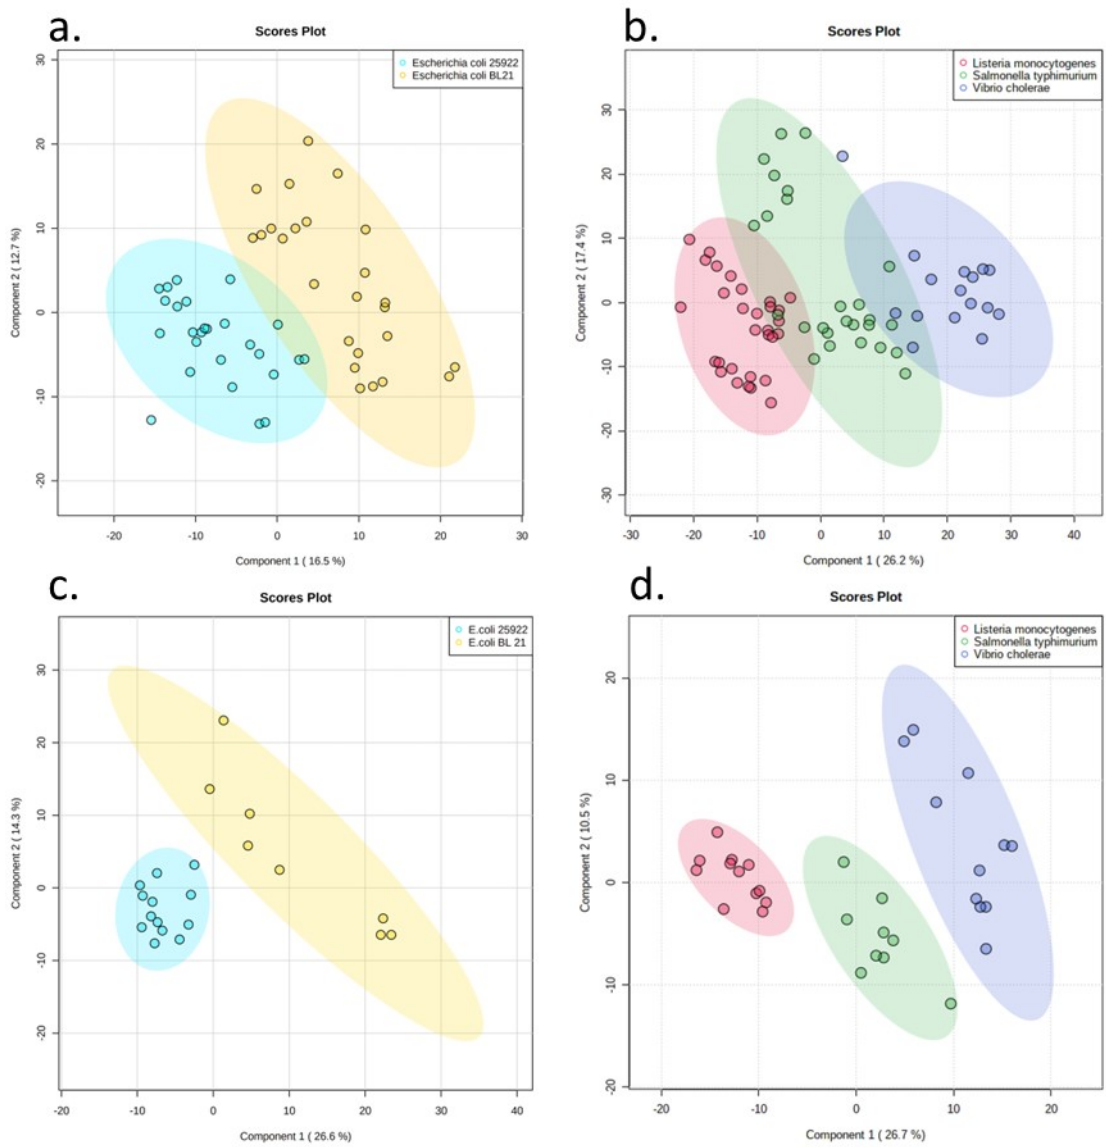 a.
Scores Plot
Escherichia coli 25922
Escherichia coli BL21
30
20
10
0
-10
-20
Component 2 ( 12.7 %)
-20
-10
0
10
20
30
Component 1 ( 16.5 %)
b.
Scores Plot
Listeria monocytogenes
Salmonella typhimurium
Vibrio cholerae
30
20
10
0
-10
-20
-30
Component 2 ( 17.4 %)
-30
-20
-10
0
10
20
30
40
Component 1 ( 26.2 %)
c.
Scores Plot
E.coli 25922
E.coli BL 21
30
20
10
0
-10
-20
Component 2 ( 14.3 %)
-20
-10
0
10
20
30
40
Component 1 ( 26.6 %)
d.
Scores Plot
Listeria monocytogenes
Salmonella typhimurium
Vibrio cholerae
20
10
0
-10
-20
Component 2 ( 10.5 %)
-20
-10
0
10
20
Component 1 ( 26.7 %)